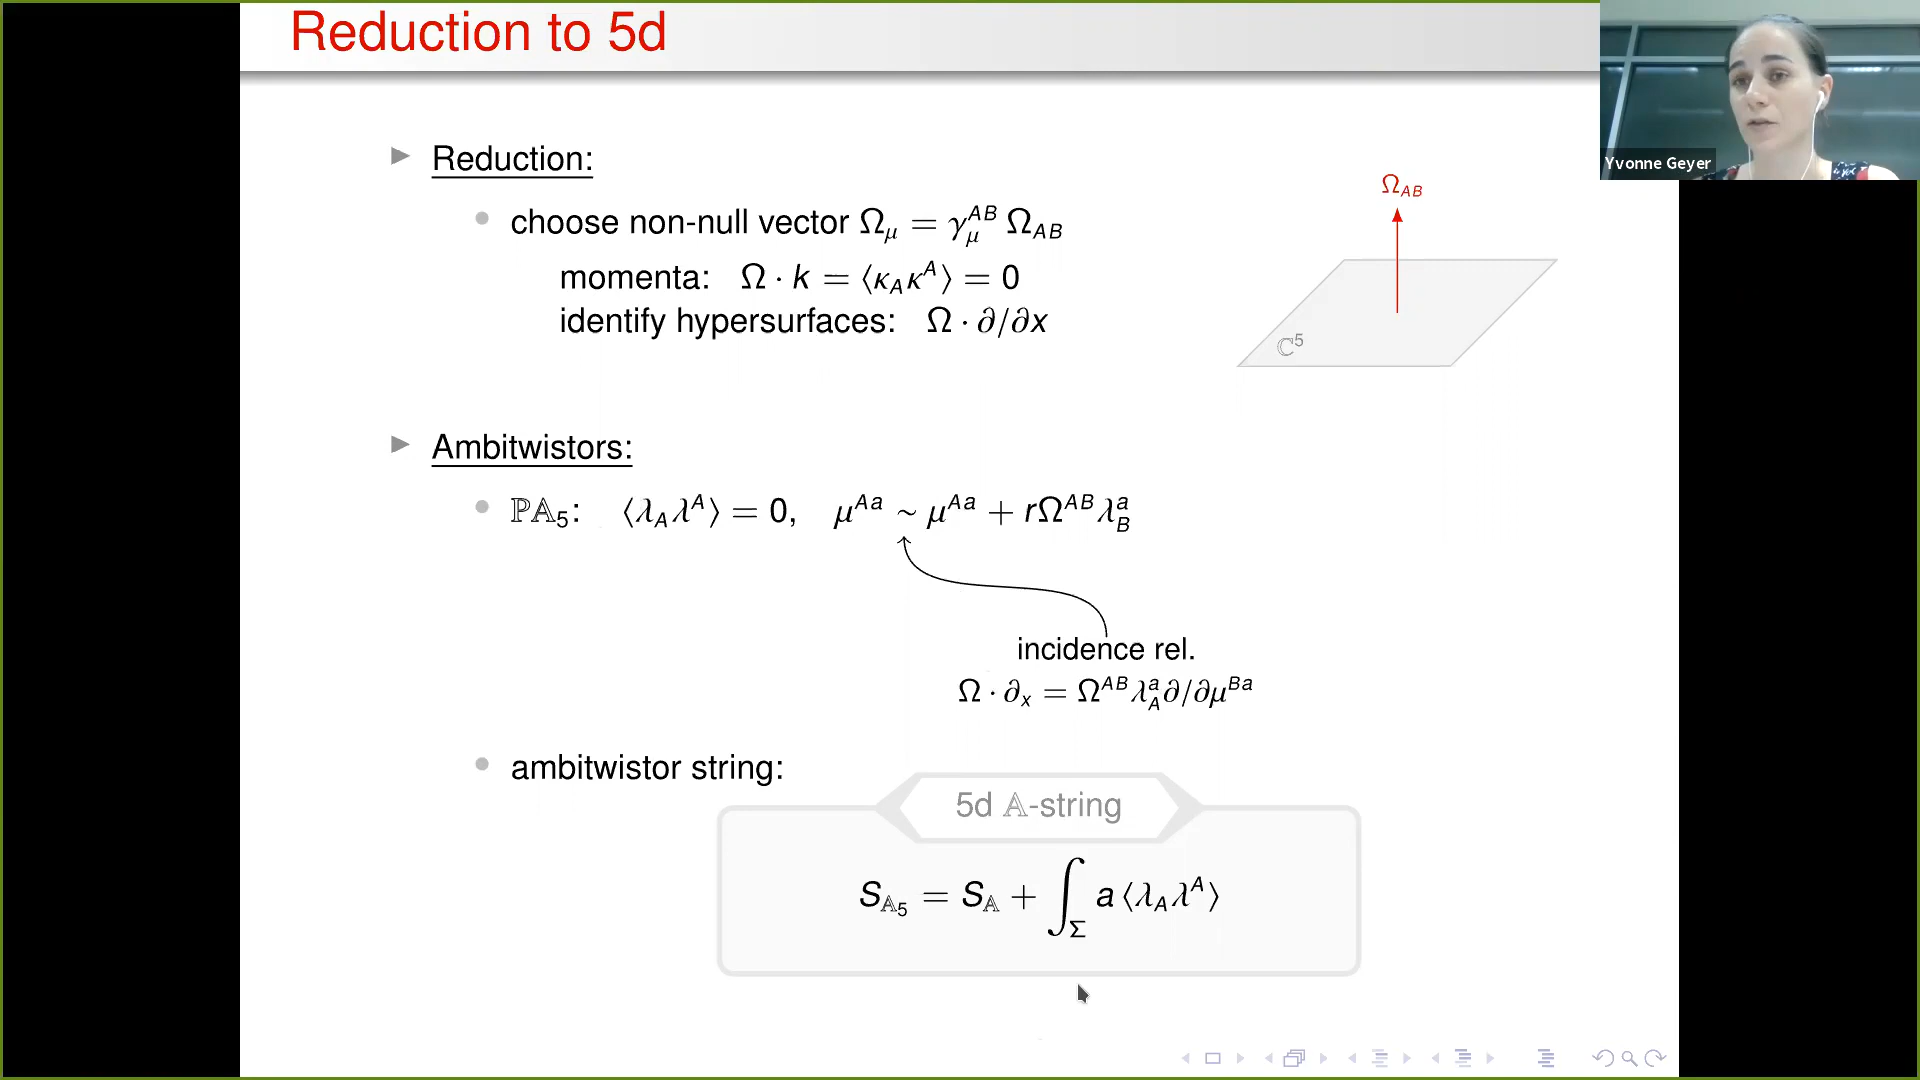 Reduction to 5d
Yvonne Geyer
▶ Reduction:
• choose non-null vector Ω_μ = γ_μ^{AB} Ω_{AB}
momenta: Ω · k = ⟨κ_A κ^A⟩ = 0
identify hypersurfaces: Ω · ∂/∂x
Ω_{AB}
ℂ^5
▶ Ambitwistors:
• ℙ𝔸_5: ⟨λ_A λ^A⟩ = 0, μ^{Aa} ~ μ^{Aa} + rΩ^{AB}λ_B^a
incidence rel.
Ω · ∂_x = Ω^{AB} λ_A^a ∂/∂μ^{Ba}
• ambitwistor string:
5d 𝔸-string
S_{𝔸_5} = S_𝔸 + ∫_Σ a ⟨λ_A λ^A⟩